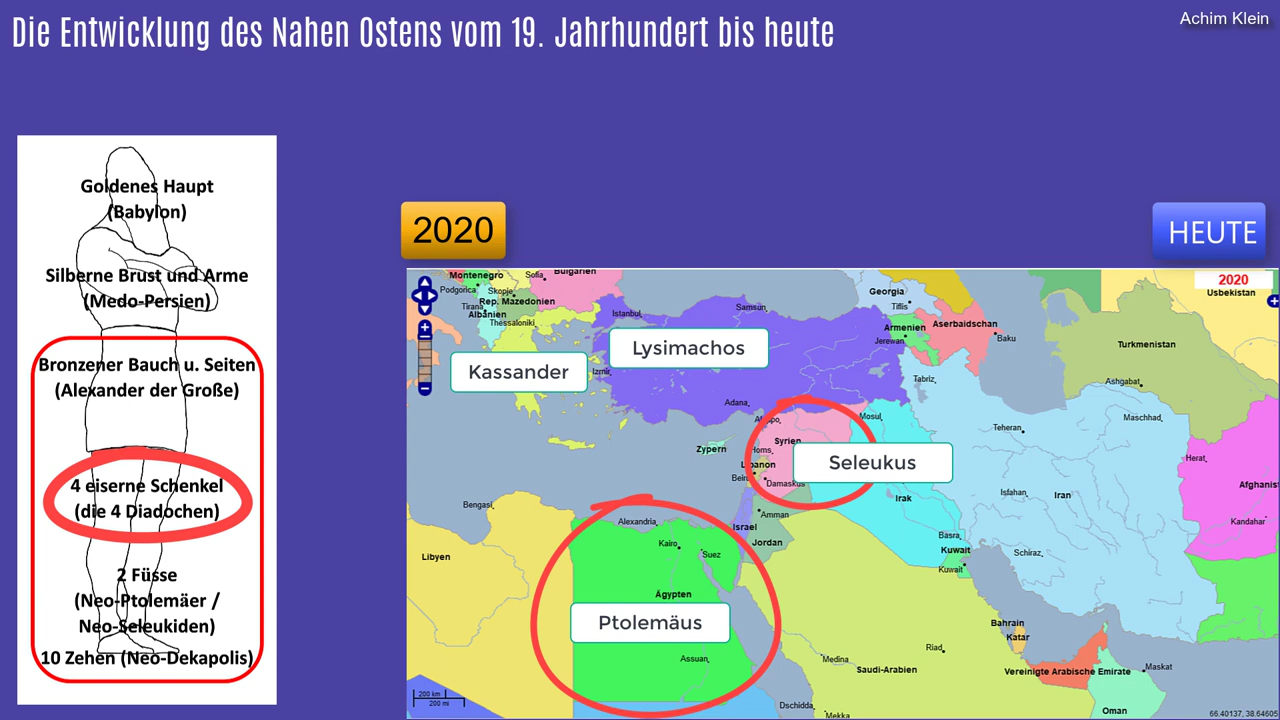 Die Entwicklung des Nahen Ostens vom 19. Jahrhundert bis heute
Achim Klein
Goldenes Haupt
(Babylon)
Silberne Brust und Arme
(Medo-Persien)
Bronzener Bauch u. Seiten
(Alexander der Große)
4 eiserne Schenkel
(die 4 Diadochen)
2 Füsse
(Neo-Ptolemäer /
Neo-Seleukiden)
10 Zehen (Neo-Dekapolis)
2020
HEUTE
2020
Montenegro
Podgorica
Sofia
Bulgarien
Skopje
Rep. Mazedonien
Tirana
Albanien
Thessaloniki
Istanbul
Samsun
Georgia
Tiflis
Armenien
Jerewan
Aserbaidschan
Baku
Usbekistan
Turkmenistan
Ashgabat
Lysimachos
Kassander
Izmir
Adana
Tabriz
Mosul
Teheran
Maschhad
Zypern
Syrien
Homs
Libanon
Beirut
Damaskus
Seleukus
Herat
Afghanis
Kandahar
Irak
Isfahan
Iran
Bengasi
Alexandria
Israel
Amman
Jordan
Kairo
Suez
Basra
Kuwait
Kuwait
Schiraz
Libyen
Ägypten
Ptolemäus
Assuan
Bahrain
Katar
Riad
Medina
Saudi-Arabien
Vereinigte Arabische Emirate
Maskat
Oman
Dschidda
Mekka
200 km
200 mi
66.40137, 38.64605